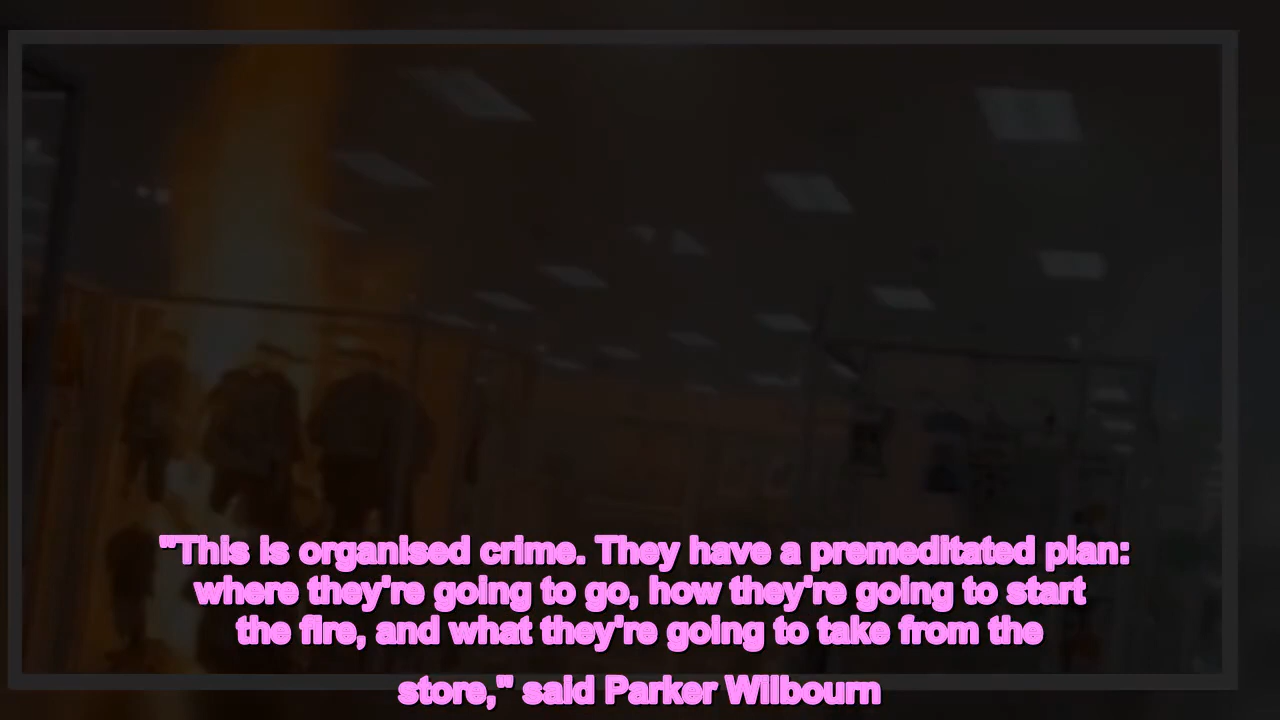 "This is organised crime. They have a premeditated plan:
where they're going to go, how they're going to start
the fire, and what they're going to take from the
store," said Parker Wilbourn